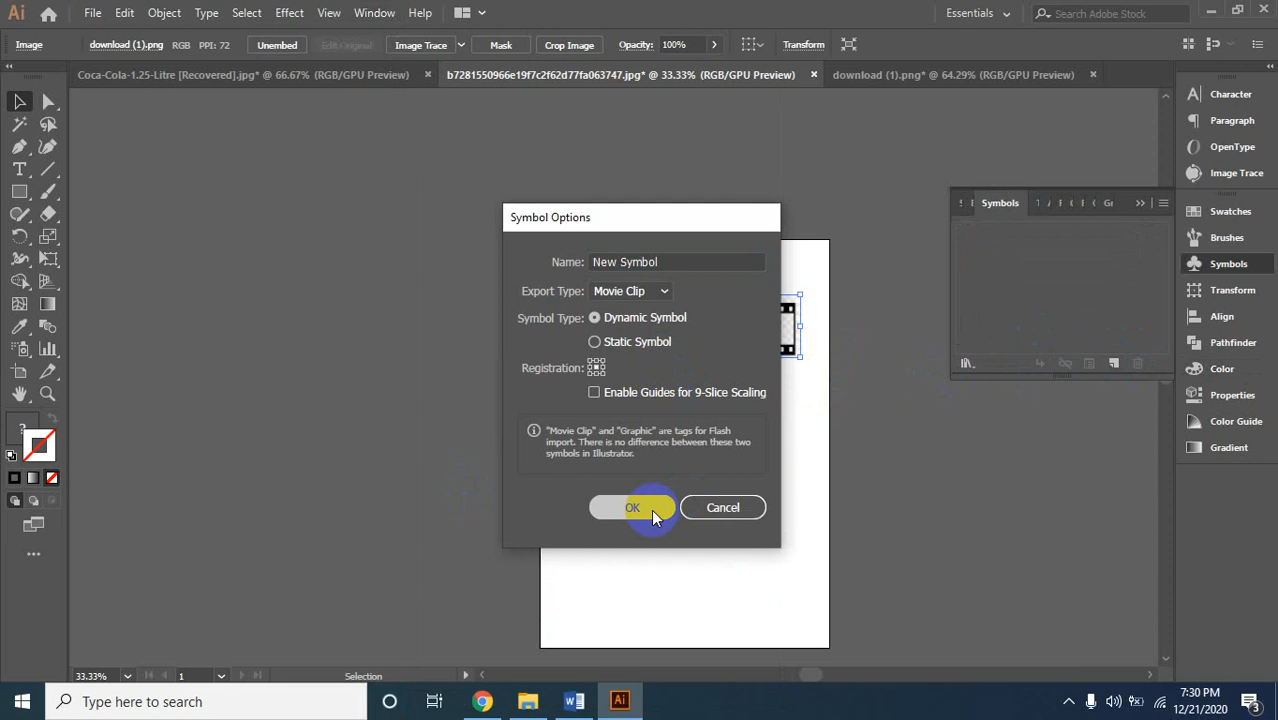 Ai File Edit Object Type Select Effect View Window Help Essentials Search Adobe Stock
Image download (1).png RGB PPI: 72 Unembed Edit Original Image Trace Mask Crop Image Opacity: 100% Transform
Coca-Cola-1.25-Litre [Recovered].jpg* @ 66.67% (RGB/GPU Preview) × b7281550966e19f7c2f62d77fa063747.jpg* @ 33.33% (RGB/GPU Preview) × download (1).png* @ 64.29% (RGB/GPU Preview) ×
Character
Paragraph
OpenType
Image Trace
Symbols
Swatches
Brushes
Symbols
Transform
Align
Pathfinder
Color
Properties
Color Guide
Gradient
Symbol Options
Name: New Symbol
Export Type: Movie Clip
Symbol Type: Dynamic Symbol
Static Symbol
Registration:
Enable Guides for 9-Slice Scaling
"Movie Clip" and "Graphic" are tags for Flash
import. There is no difference between these two
symbols in Illustrator.
OK Cancel
?
33.33% 1 Selection
Type here to search
Ai
7:30 PM
12/21/2020
3